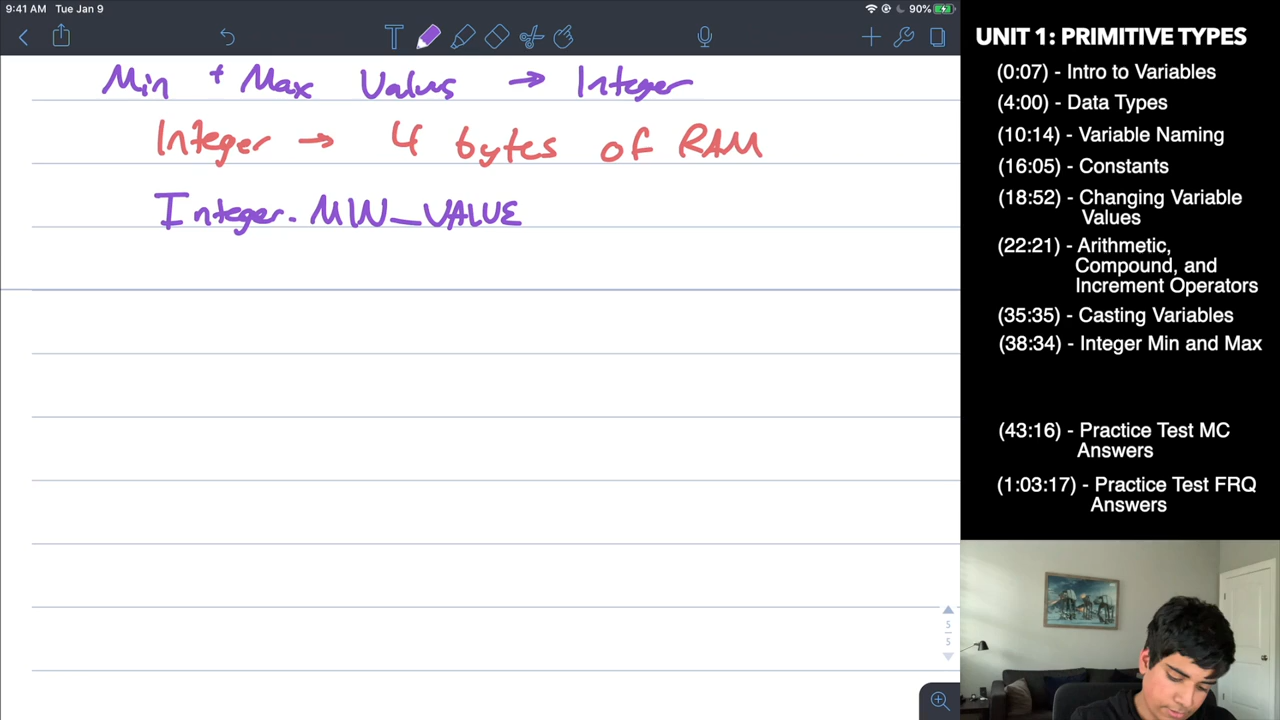 9:41 AM Tue Jan 9
90%
Min + Max Values → Integer
Integer → 4 bytes of RAM
Integer.MIN_VALUE
5
5
UNIT 1: PRIMITIVE TYPES
(0:07) - Intro to Variables
(4:00) - Data Types
(10:14) - Variable Naming
(16:05) - Constants
(18:52) - Changing Variable
Values
(22:21) - Arithmetic,
Compound, and
Increment Operators
(35:35) - Casting Variables
(38:34) - Integer Min and Max
(43:16) - Practice Test MC
Answers
(1:03:17) - Practice Test FRQ
Answers